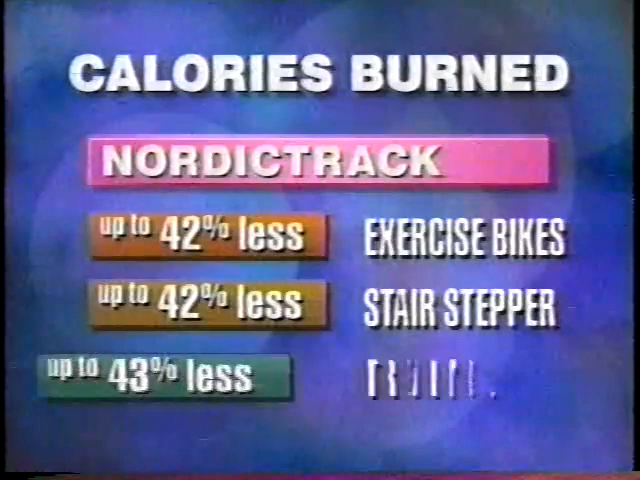 CALORIES BURNED
NORDICTRACK
up to 42% less EXERCISE BIKES
up to 42% less STAIR STEPPER
up to 43% less